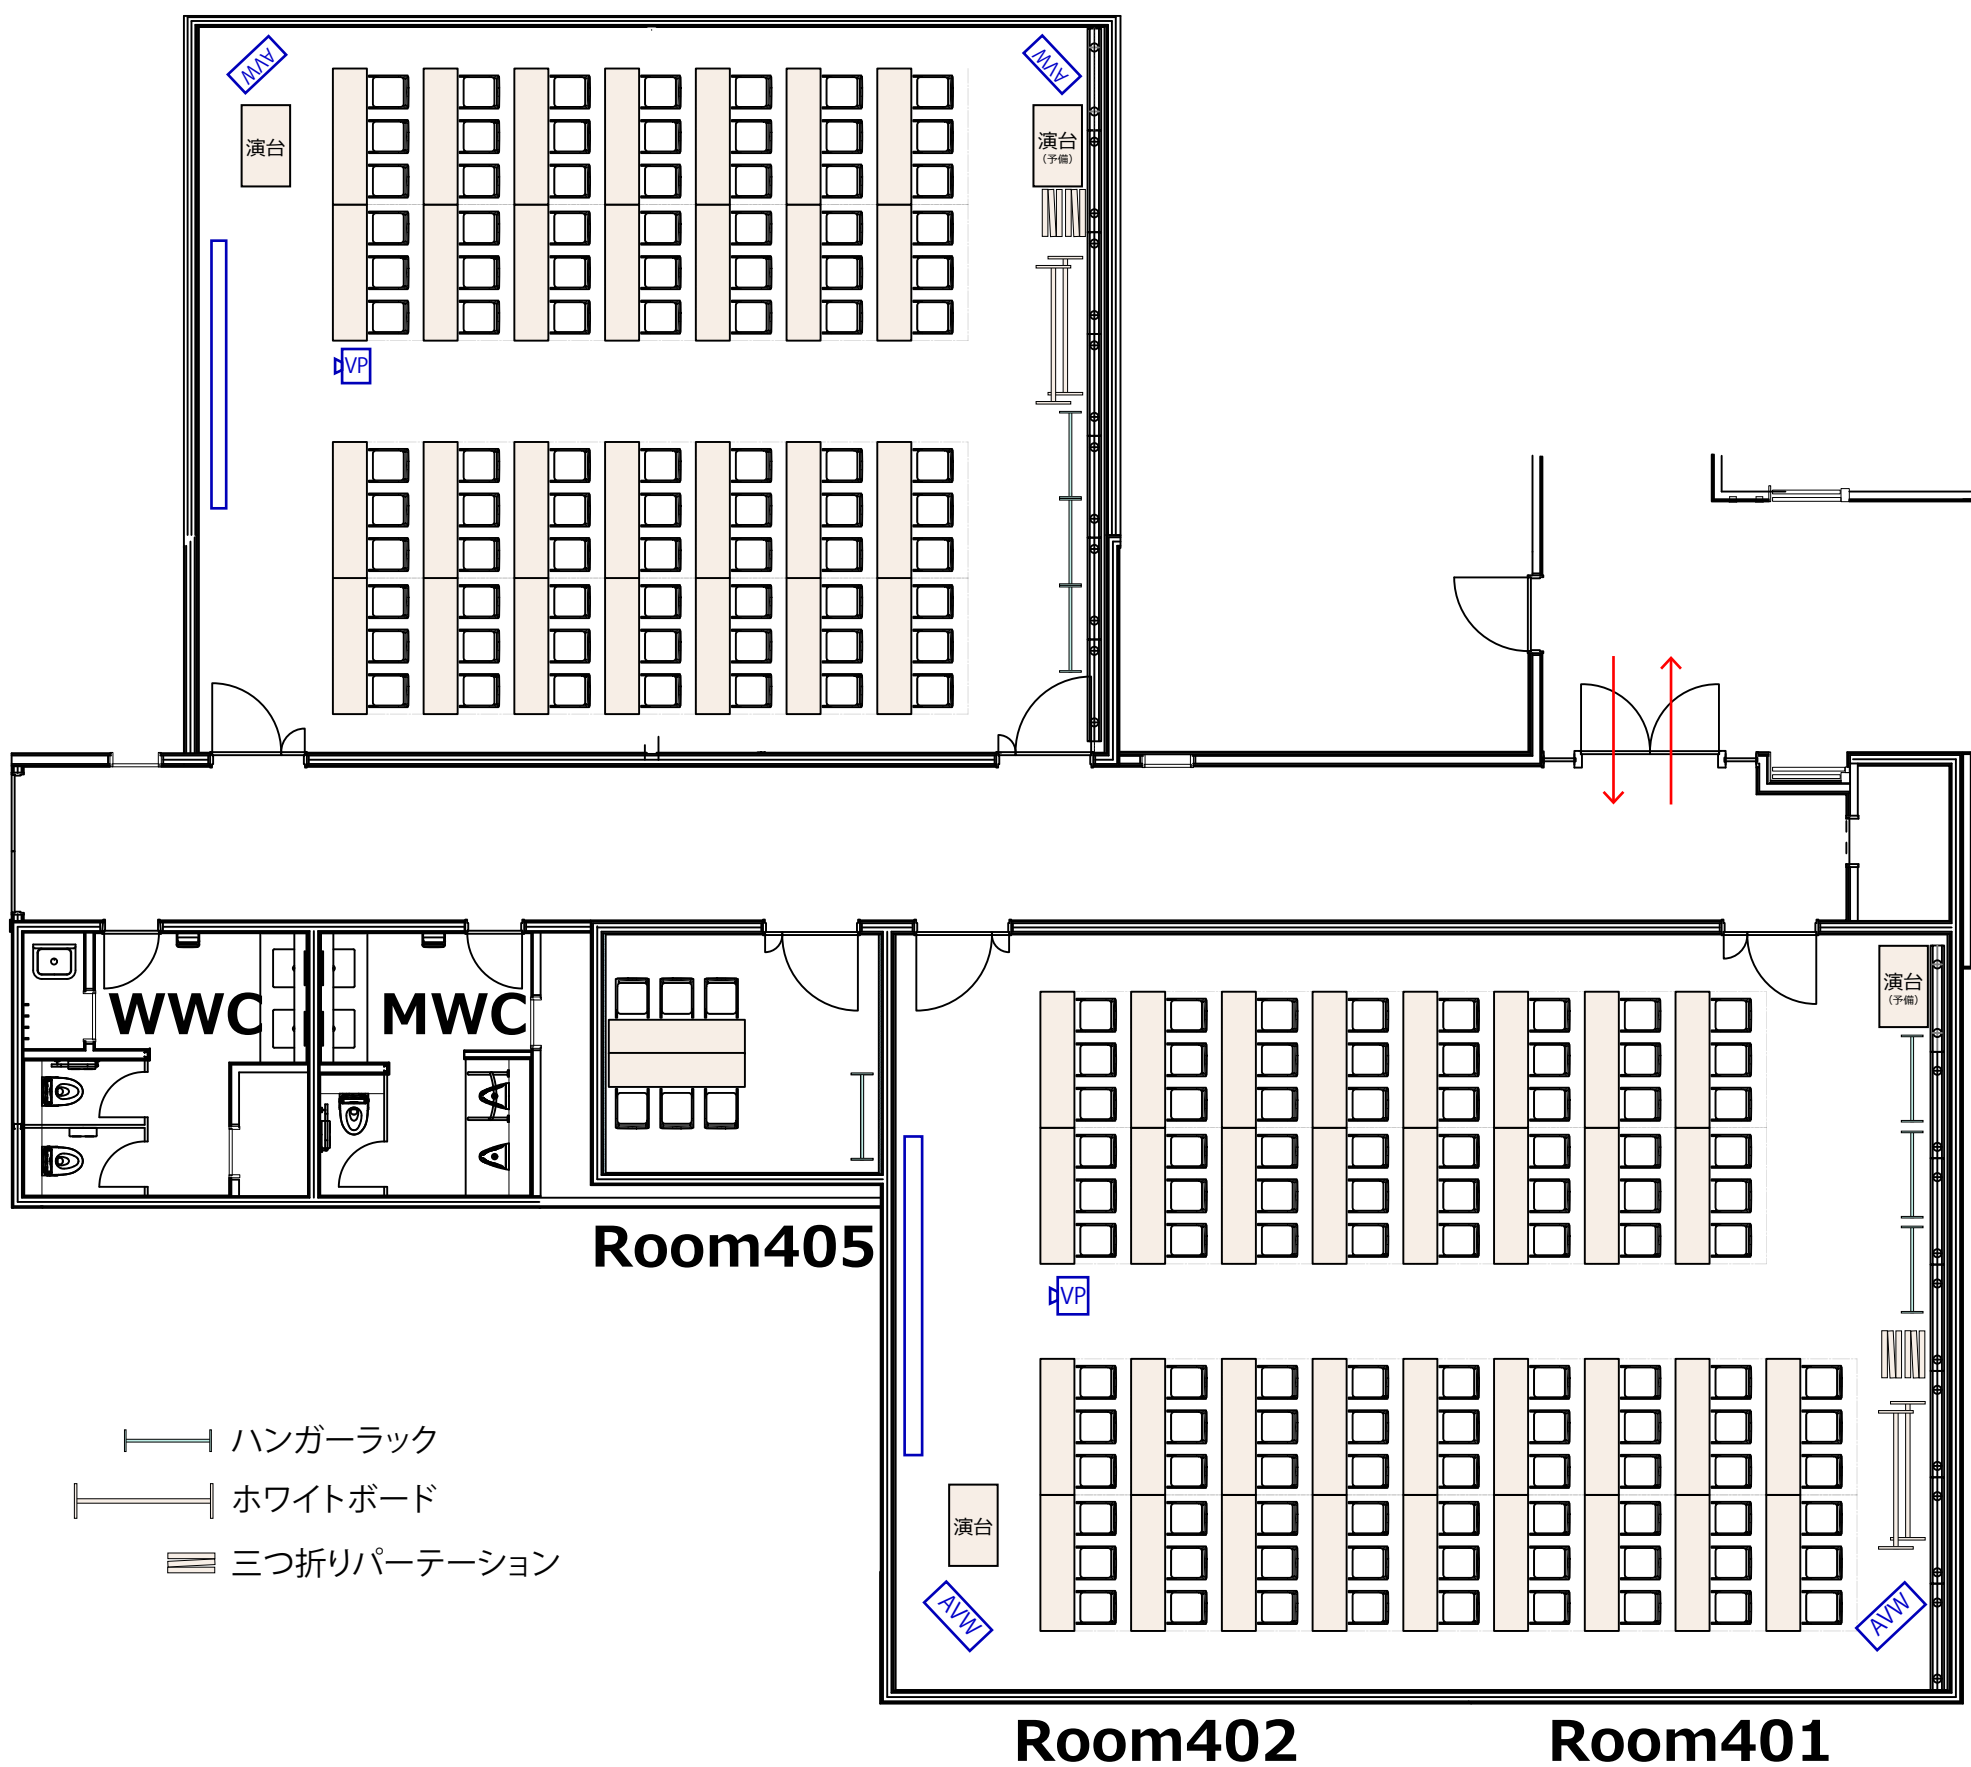 AVW
AVW
演台
演台
(予備)
VP
WWC
MWC
演台
(予備)
Room405
VP
ハンガーラック
ホワイトボード
三つ折りパーテーション
演台
AVW
AVW
Room402
Room401